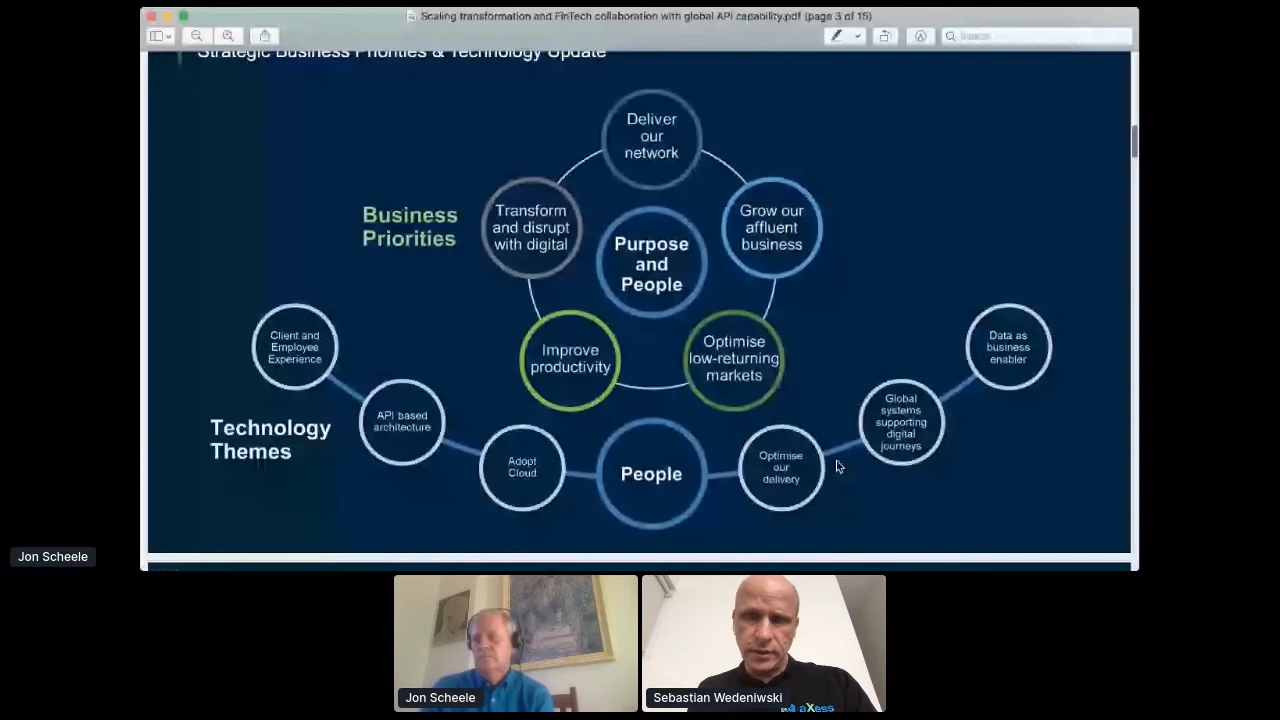 Scaling transformation and FinTech collaboration with global API capability.pdf (page 3 of 15)
Search
Strategic Business Priorities & Technology Update
Deliver
our
network
Business
Priorities
Transform
and disrupt
with digital
Purpose
and
People
Grow our
affluent
business
Improve
productivity
Optimise
low-returning
markets
Client and
Employee
Experience
Data as
business
enabler
Technology
Themes
API based
architecture
Adopt
Cloud
People
Optimise
our
delivery
Global
systems
supporting
digital
journeys
Jon Scheele
Jon Scheele
Sebastian Wedeniwski
aXess